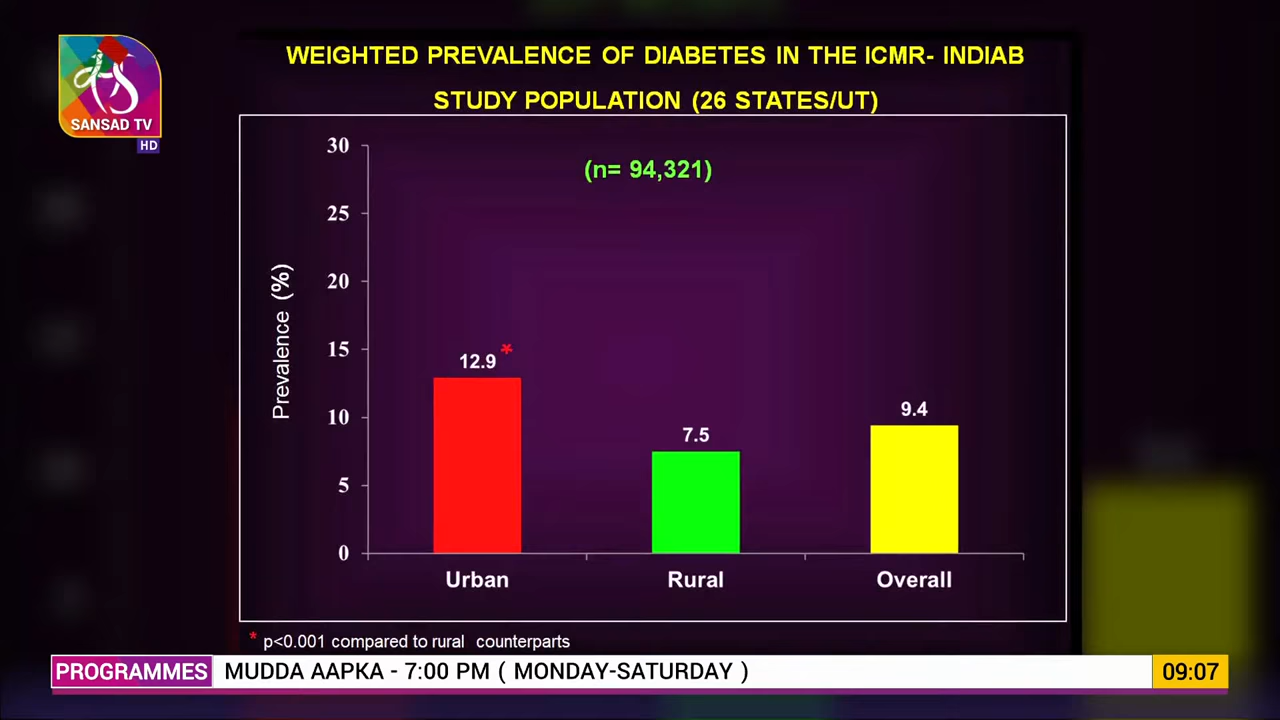 SANSAD TV
HD
WEIGHTED PREVALENCE OF DIABETES IN THE ICMR- INDIAB
STUDY POPULATION (26 STATES/UT)
(n= 94,321)
Prevalence (%)
30
25
20
15
10
5
0
12.9 *
7.5
9.4
Urban
Rural
Overall
* p<0.001 compared to rural counterparts
PROGRAMMES
MUDDA AAPKA - 7:00 PM ( MONDAY-SATURDAY )
09:07